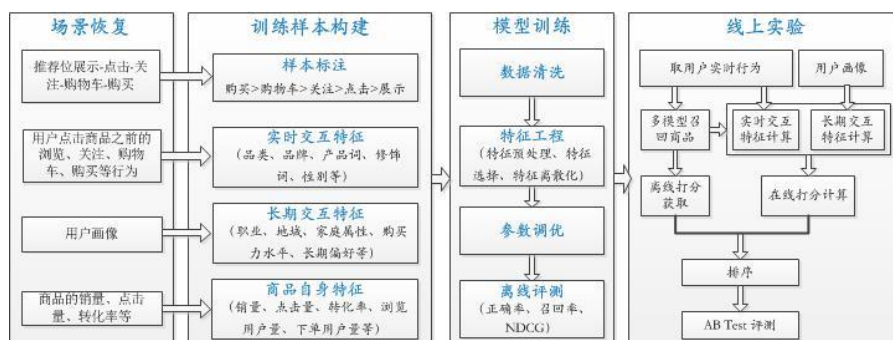 场景恢复
推荐位展示-点击-关
注-购物车-购买
用户点击商品之前的
浏览、关注、购物
车、购买等行为
用户画像
商品的销量、点击
量、转化率等
训练样本构建
样本标注
购买>购物车>关注>点击>展示
实时交互特征
(品类、品牌、产品词、修饰
词、性别等)
长期交互特征
(职业、地域、家庭属性、购买
力水平、长期偏好等)
商品自身特征
(销量、点击量、转化率、浏览
用户量、下单用户量等)
模型训练
数据清洗
特征工程
(特征预处理、特征
选择、特征离散化)
参数调优
离线评测
(正确率、召回率、
NDCG)
线上实验
取用户实时行为
用户画像
多模型召
回商品
实时交互
特征计算
长期交互
特征计算
离线打分
获取
在线打分计算
排序
AB Test 评测